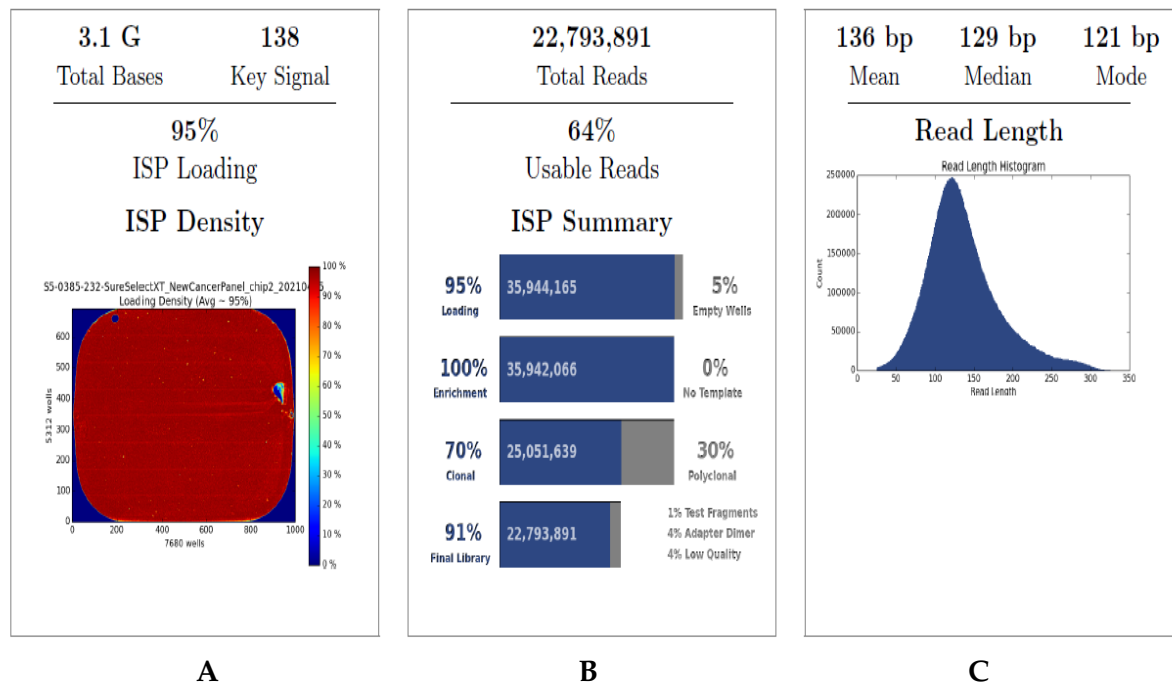 3.1 G
138
Total Bases
Key Signal
95%
ISP Loading
ISP Density
S5-0385-232-SureSelectXT_NewCancerPanel_chip2_20210
5
Loading Density (Avg ~ 95%)
100 %
90 %
80 %
70 %
60 %
50 %
40 %
30 %
20 %
10 %
0 %
600
500
400
300
200
100
0
5312 wells
0 200 400 600 800 1000
7680 wells
A
22,793,891
Total Reads
64%
Usable Reads
ISP Summary
95% 35,944,165 5%
Loading Empty Wells
100% 35,942,066 0%
Enrichment No Template
70% 25,051,639 30%
Clonal Polyclonal
91% 22,793,891
Final Library
1% Test Fragments
4% Adapter Dimer
4% Low Quality
B
136 bp 129 bp 121 bp
Mean Median Mode
Read Length
Read Length Histogram
250000
200000
150000
100000
50000
0
Count
0 50 100 150 200 250 300 350
Read Length
C